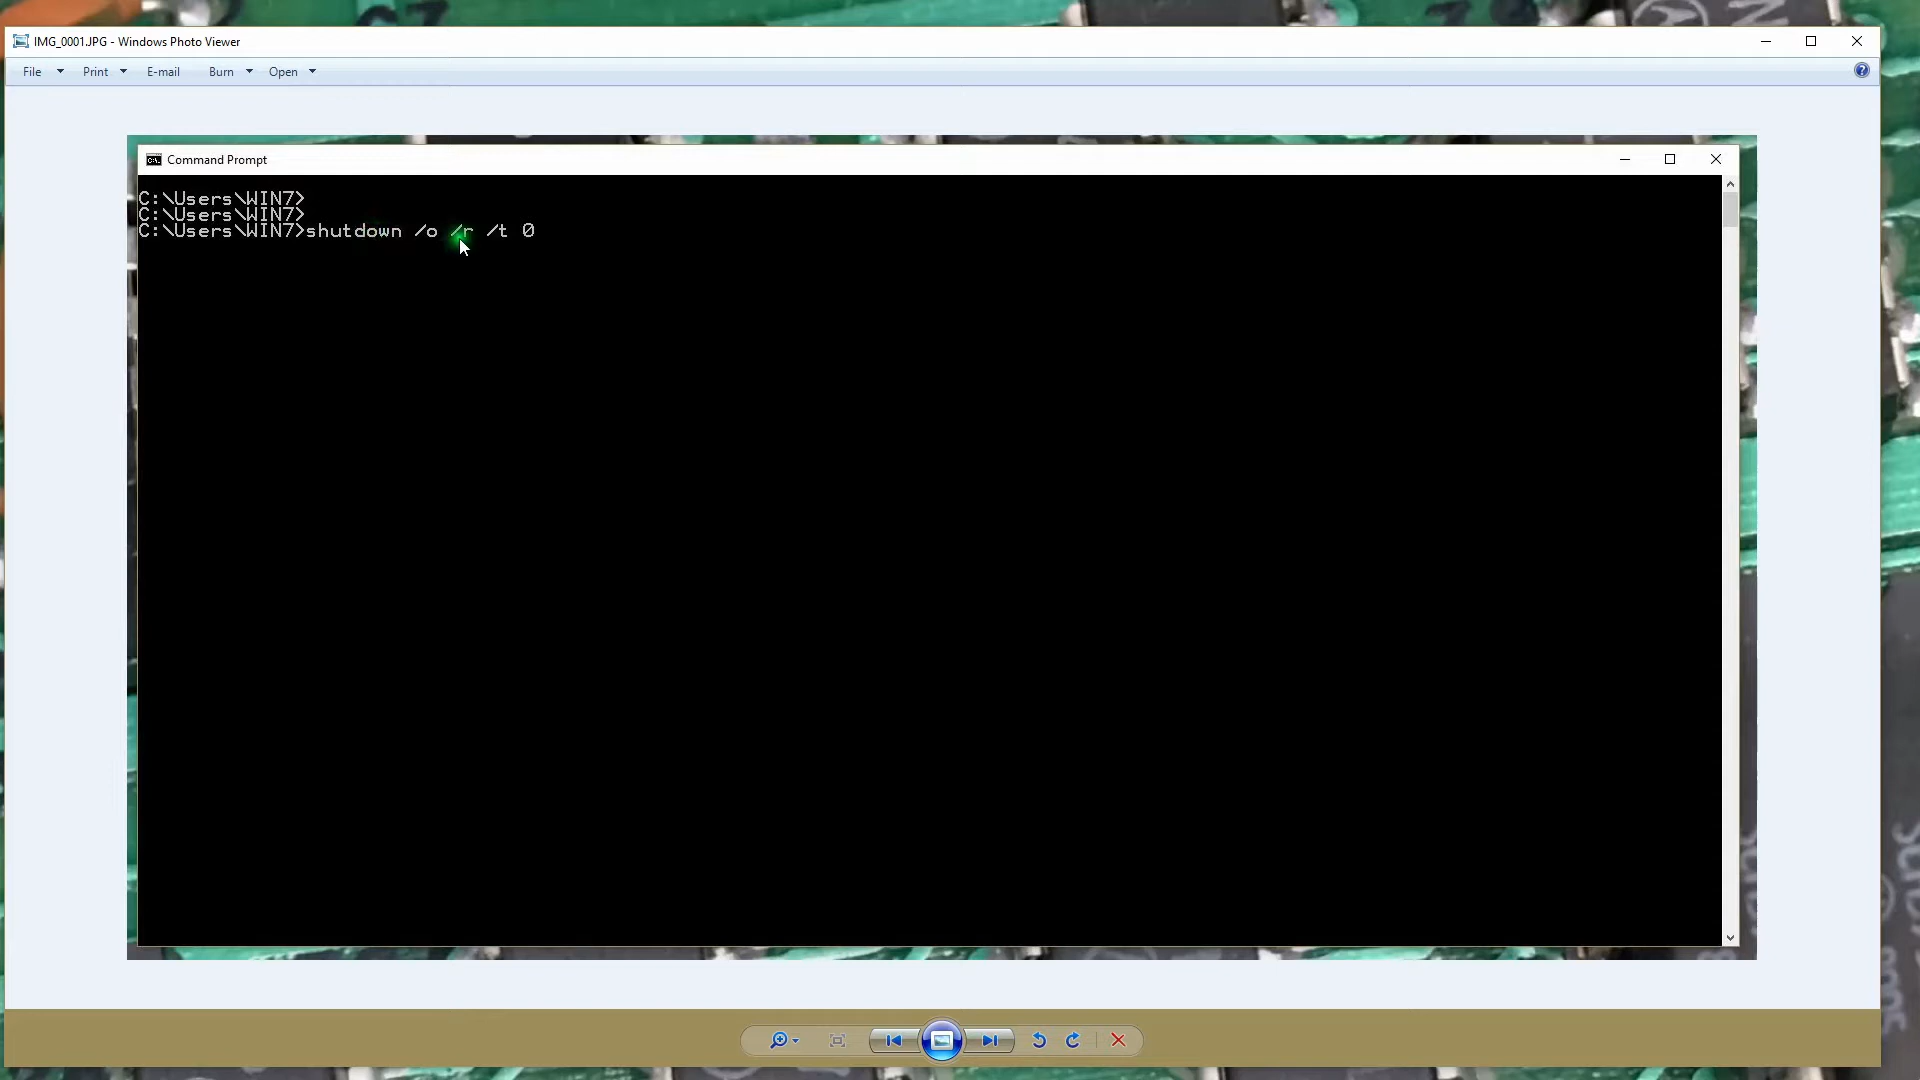 IMG_0001.JPG - Windows Photo Viewer
File Print E-mail Burn Open
Command Prompt
C:\Users\WIN7>
C:\Users\WIN7>
C:\Users\WIN7>shutdown /o /r /t 0